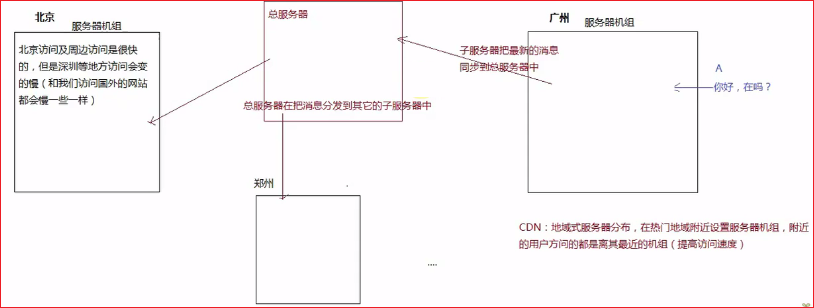 北京
服务器机组
北京访问及周边访问是很快
的，但是深圳等地方访问会变
的慢（和我们访问国外的网站
都会慢一些一样）
总服务器
总服务器在把消息分发到其它的子服务器中
郑州
广州
服务器机组
子服务器把最新的消息
同步到总服务器中
A
你好，在吗？
CDN：地域式服务器分布，在热门地域附近设置服务器机组，附近
的用户方问的都是离其最近的机组（提高访问速度）
....